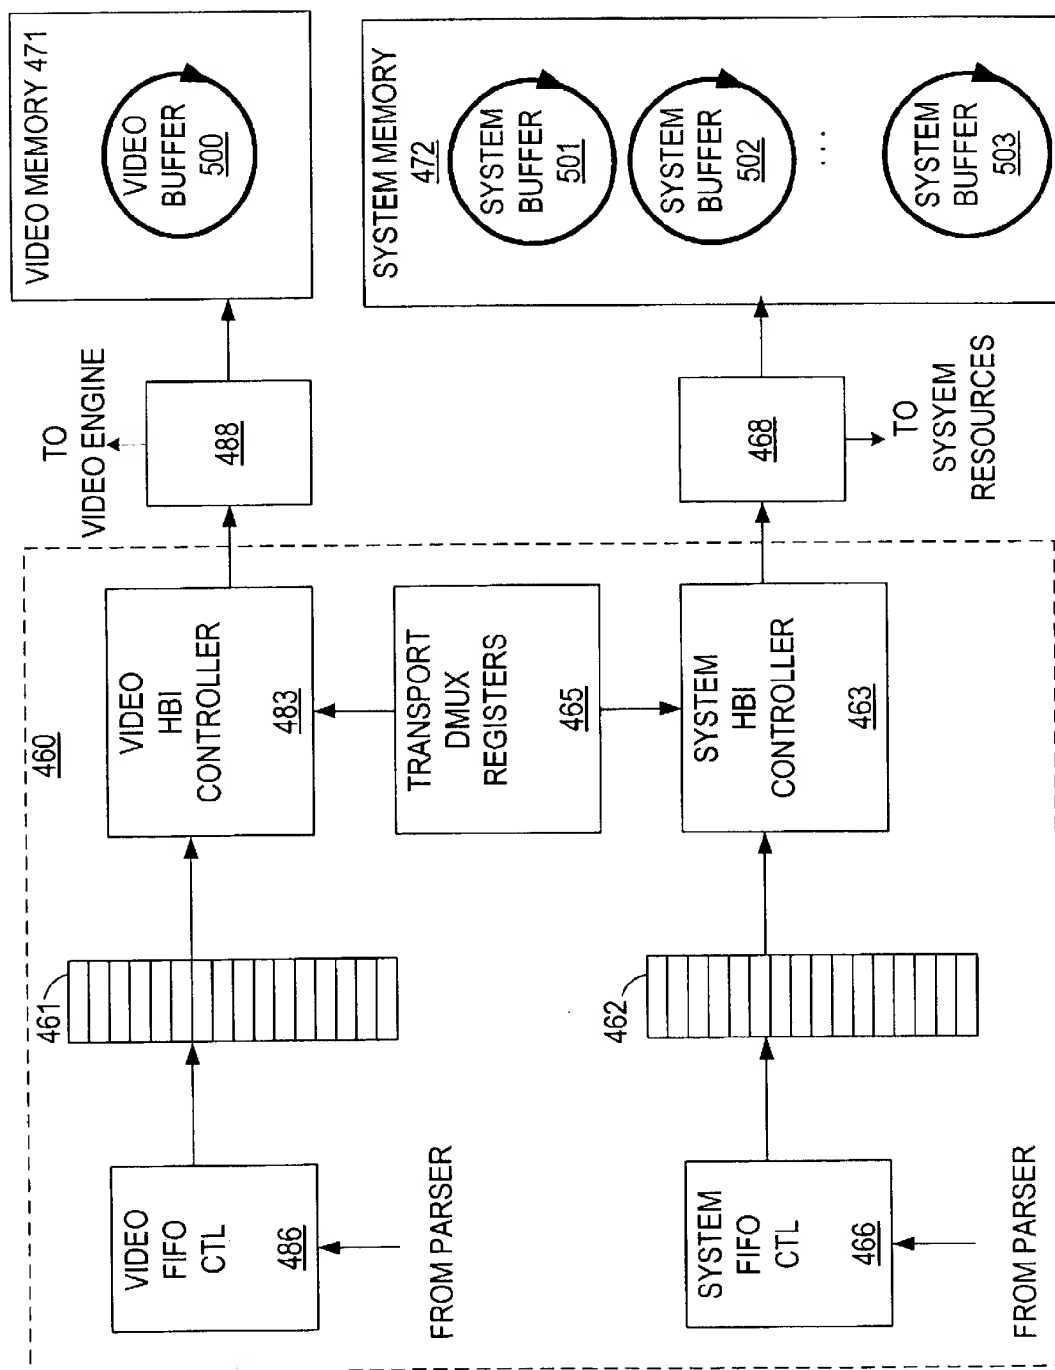 460
VIDEO
FIFO
CTL
486
FROM PARSER
461
VIDEO
HBI
CONTROLLER
483
TO
VIDEO ENGINE
488
VIDEO MEMORY 471
VIDEO
BUFFER
500
TRANSPORT
DMUX
REGISTERS
465
SYSTEM
FIFO
CTL
466
FROM PARSER
462
SYSTEM
HBI
CONTROLLER
463
468
TO
SYSYEM
RESOURCES
SYSTEM MEMORY
472
SYSTEM
BUFFER
501
SYSTEM
BUFFER
502
...
SYSTEM
BUFFER
503